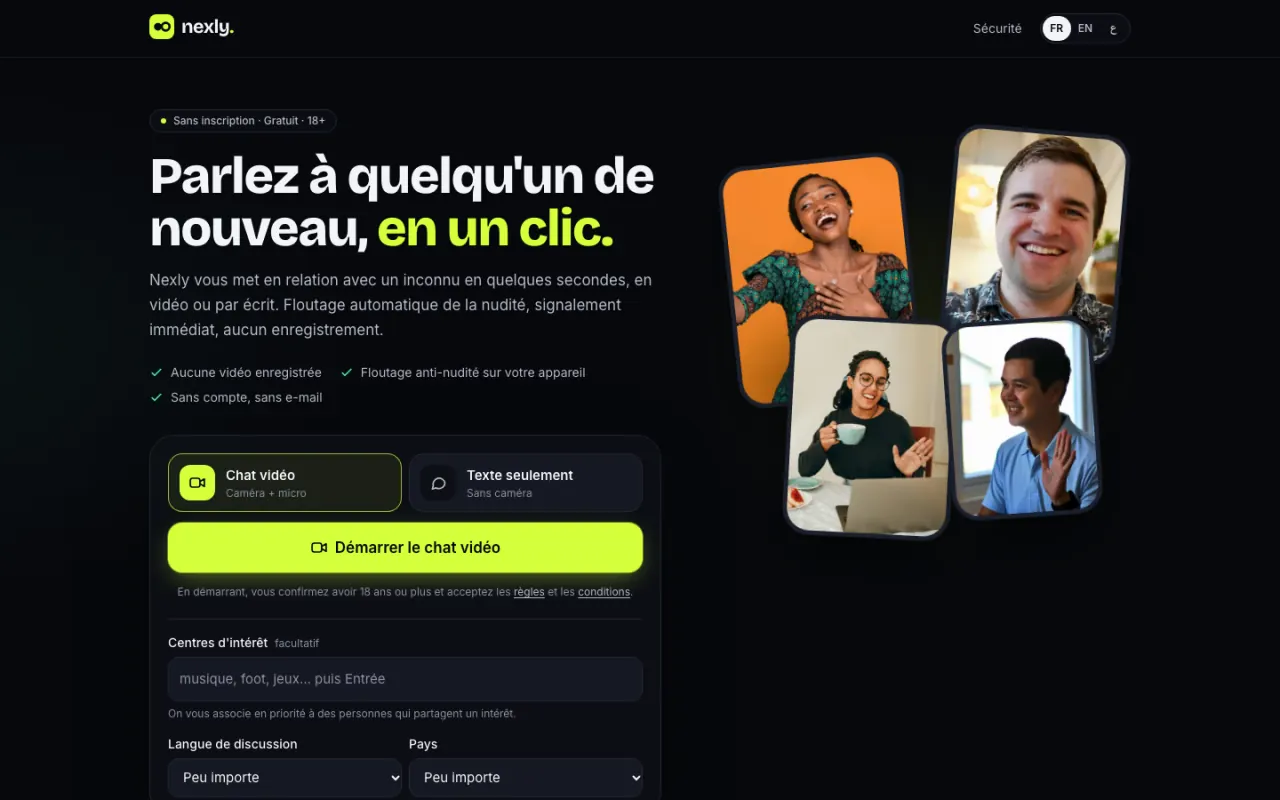 nexly.
Sécurité
FR EN ع
Sans inscription · Gratuit · 18+
Parlez à quelqu'un de
nouveau, en un clic.
Nexly vous met en relation avec un inconnu en quelques secondes, en
vidéo ou par écrit. Floutage automatique de la nudité, signalement
immédiat, aucun enregistrement.
Aucune vidéo enregistrée
Floutage anti-nudité sur votre appareil
Sans compte, sans e-mail
Chat vidéo
Caméra + micro
Texte seulement
Sans caméra
Démarrer le chat vidéo
En démarrant, vous confirmez avoir 18 ans ou plus et acceptez les règles et les conditions.
Centres d'intérêt facultatif
musique, foot, jeux… puis Entrée
On vous associe en priorité à des personnes qui partagent un intérêt.
Langue de discussion
Peu importe
Pays
Peu importe